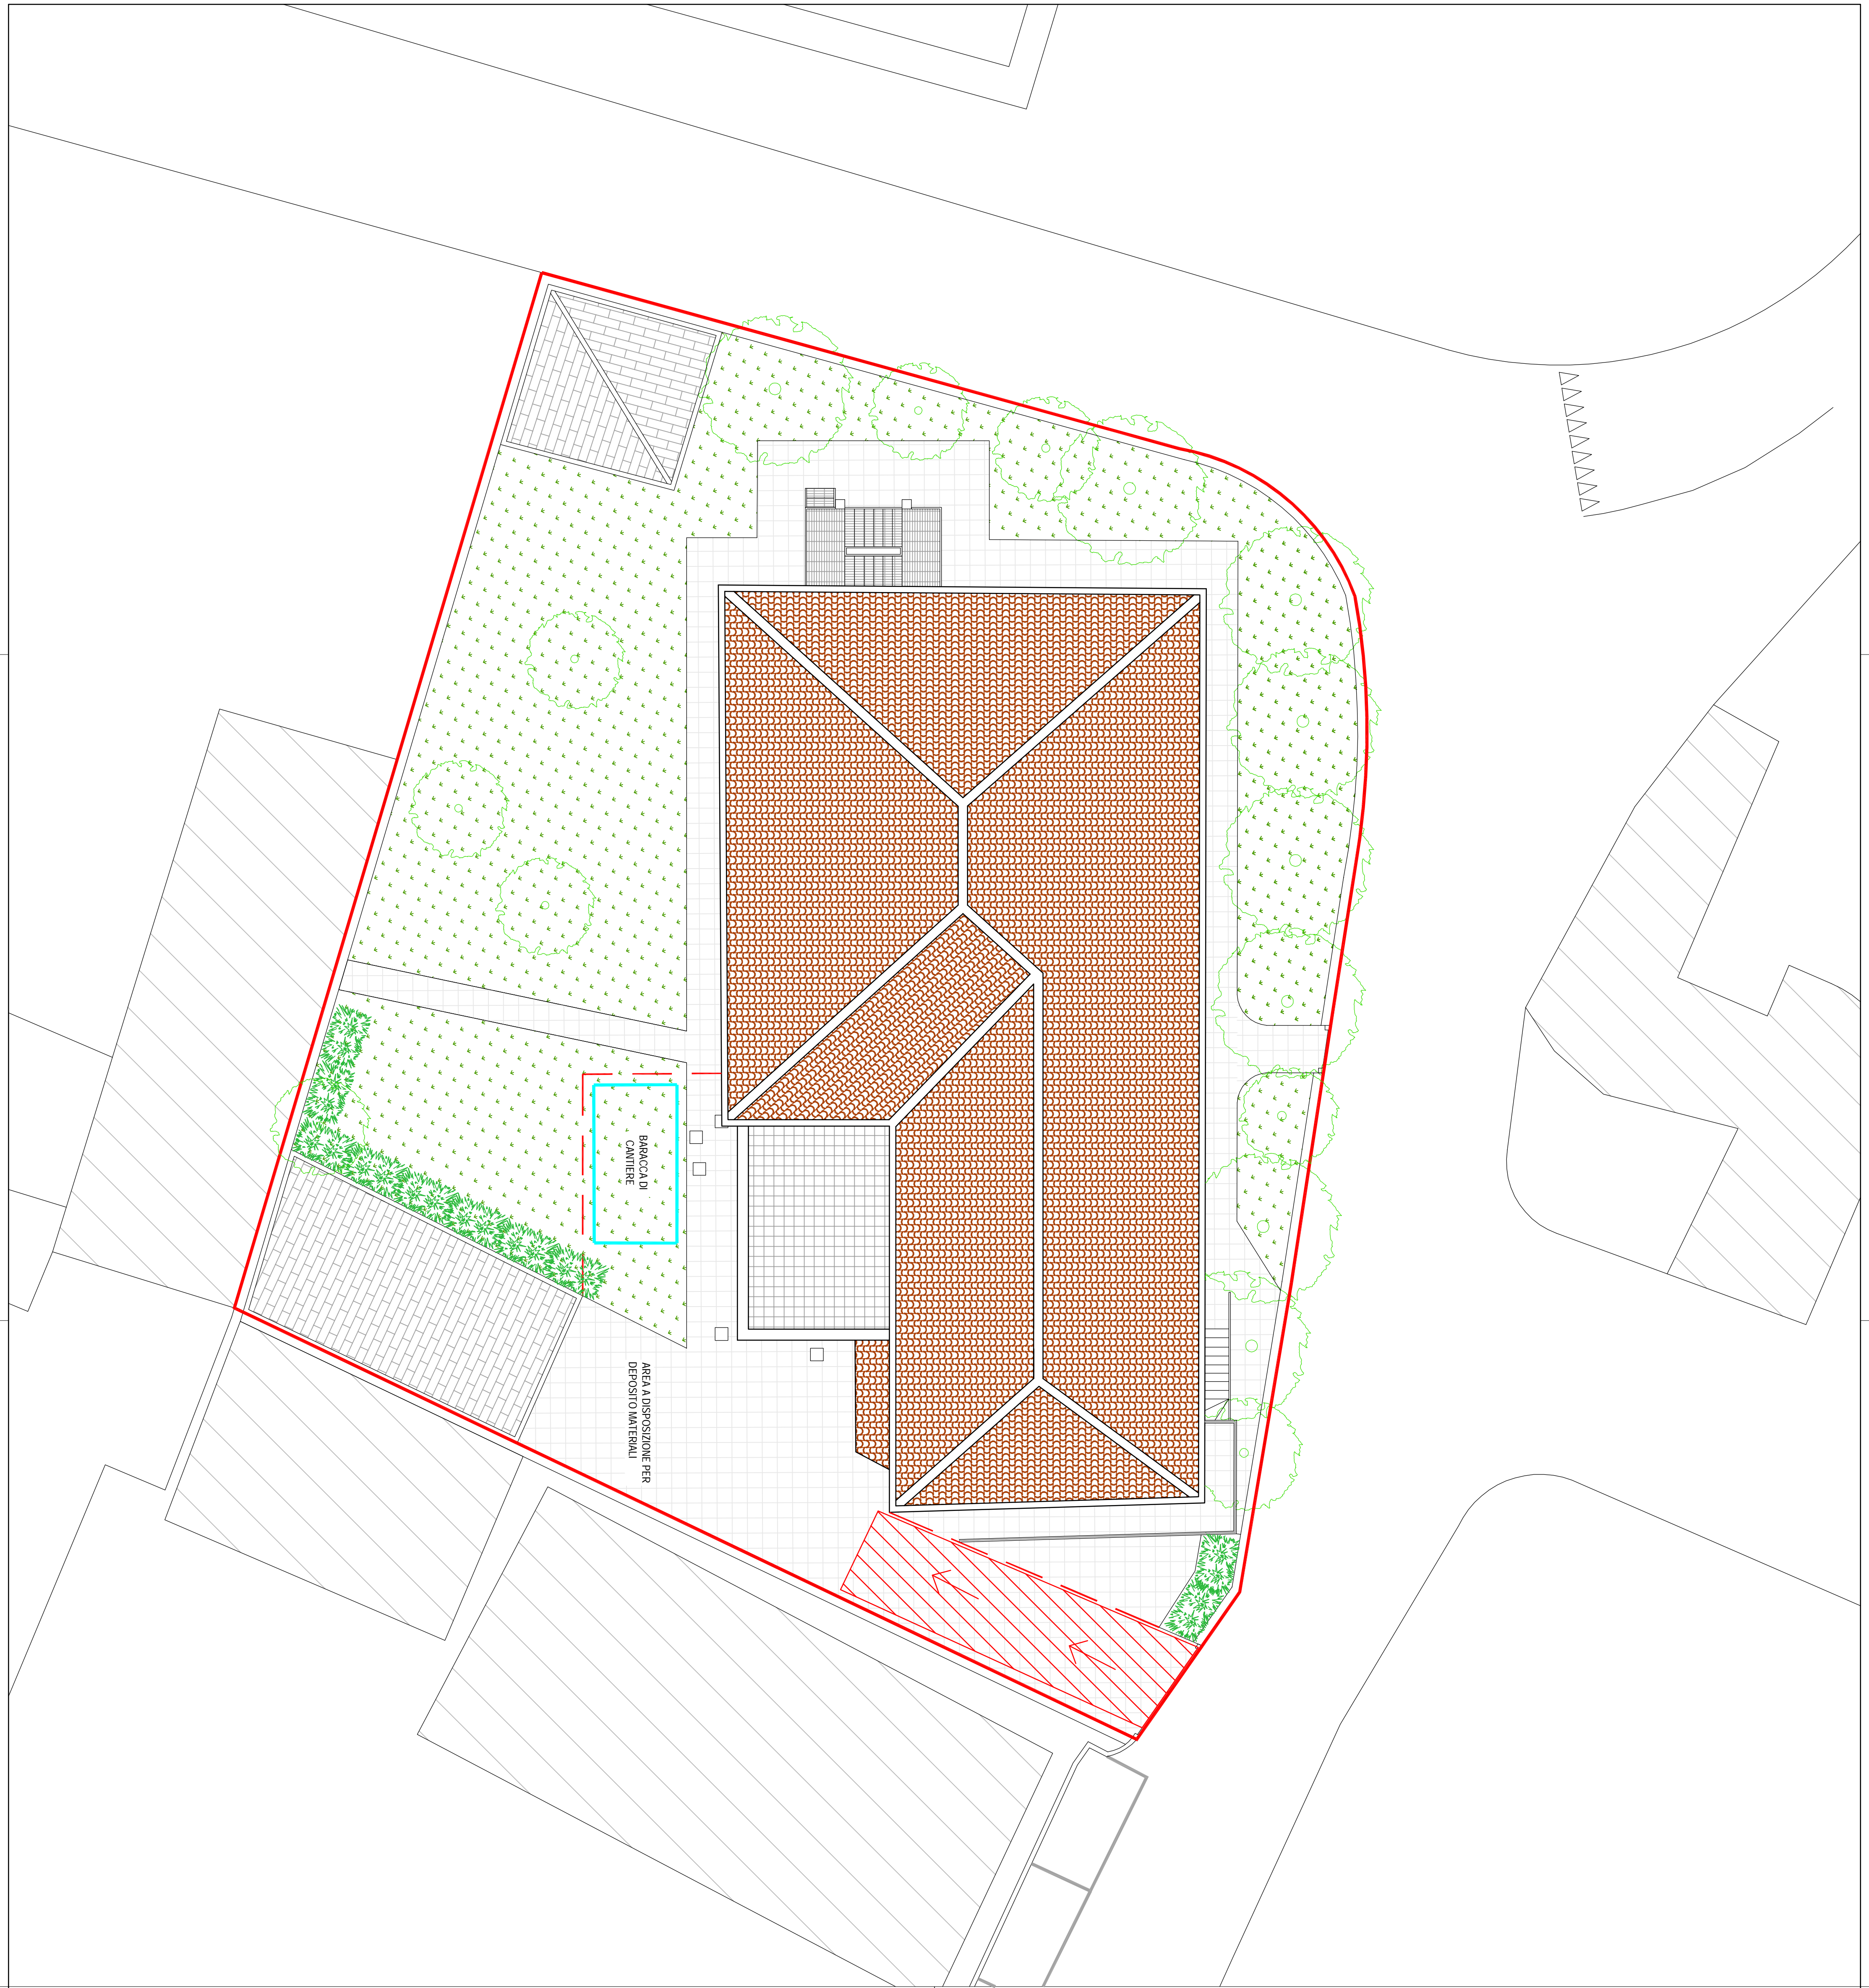 BARACCA DI
CANTIERE
AREA A DISPOSIZIONE PER
DEPOSITO MATERIALI